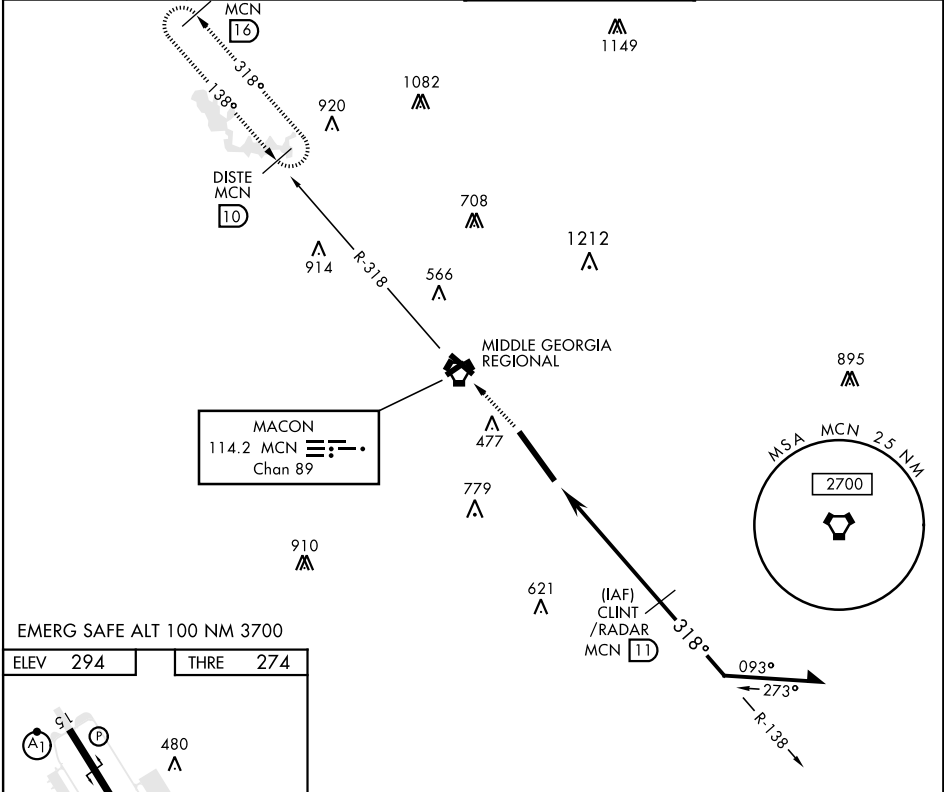 MCN
16
1149
318°
138°
1082
920
DISTE
MCN
10
708
1212
914
R-318
566
MIDDLE GEORGIA
REGIONAL
895
MACON
114.2 MCN
Chan 89
477
MSA MCN 25 NM
2700
779
910
621
(IAF)
CLINT
/RADAR
MCN 11
318°
093°
273°
R-138
EMERG SAFE ALT 100 NM 3700
ELEV 294
THRE 274
15
A1
P
480